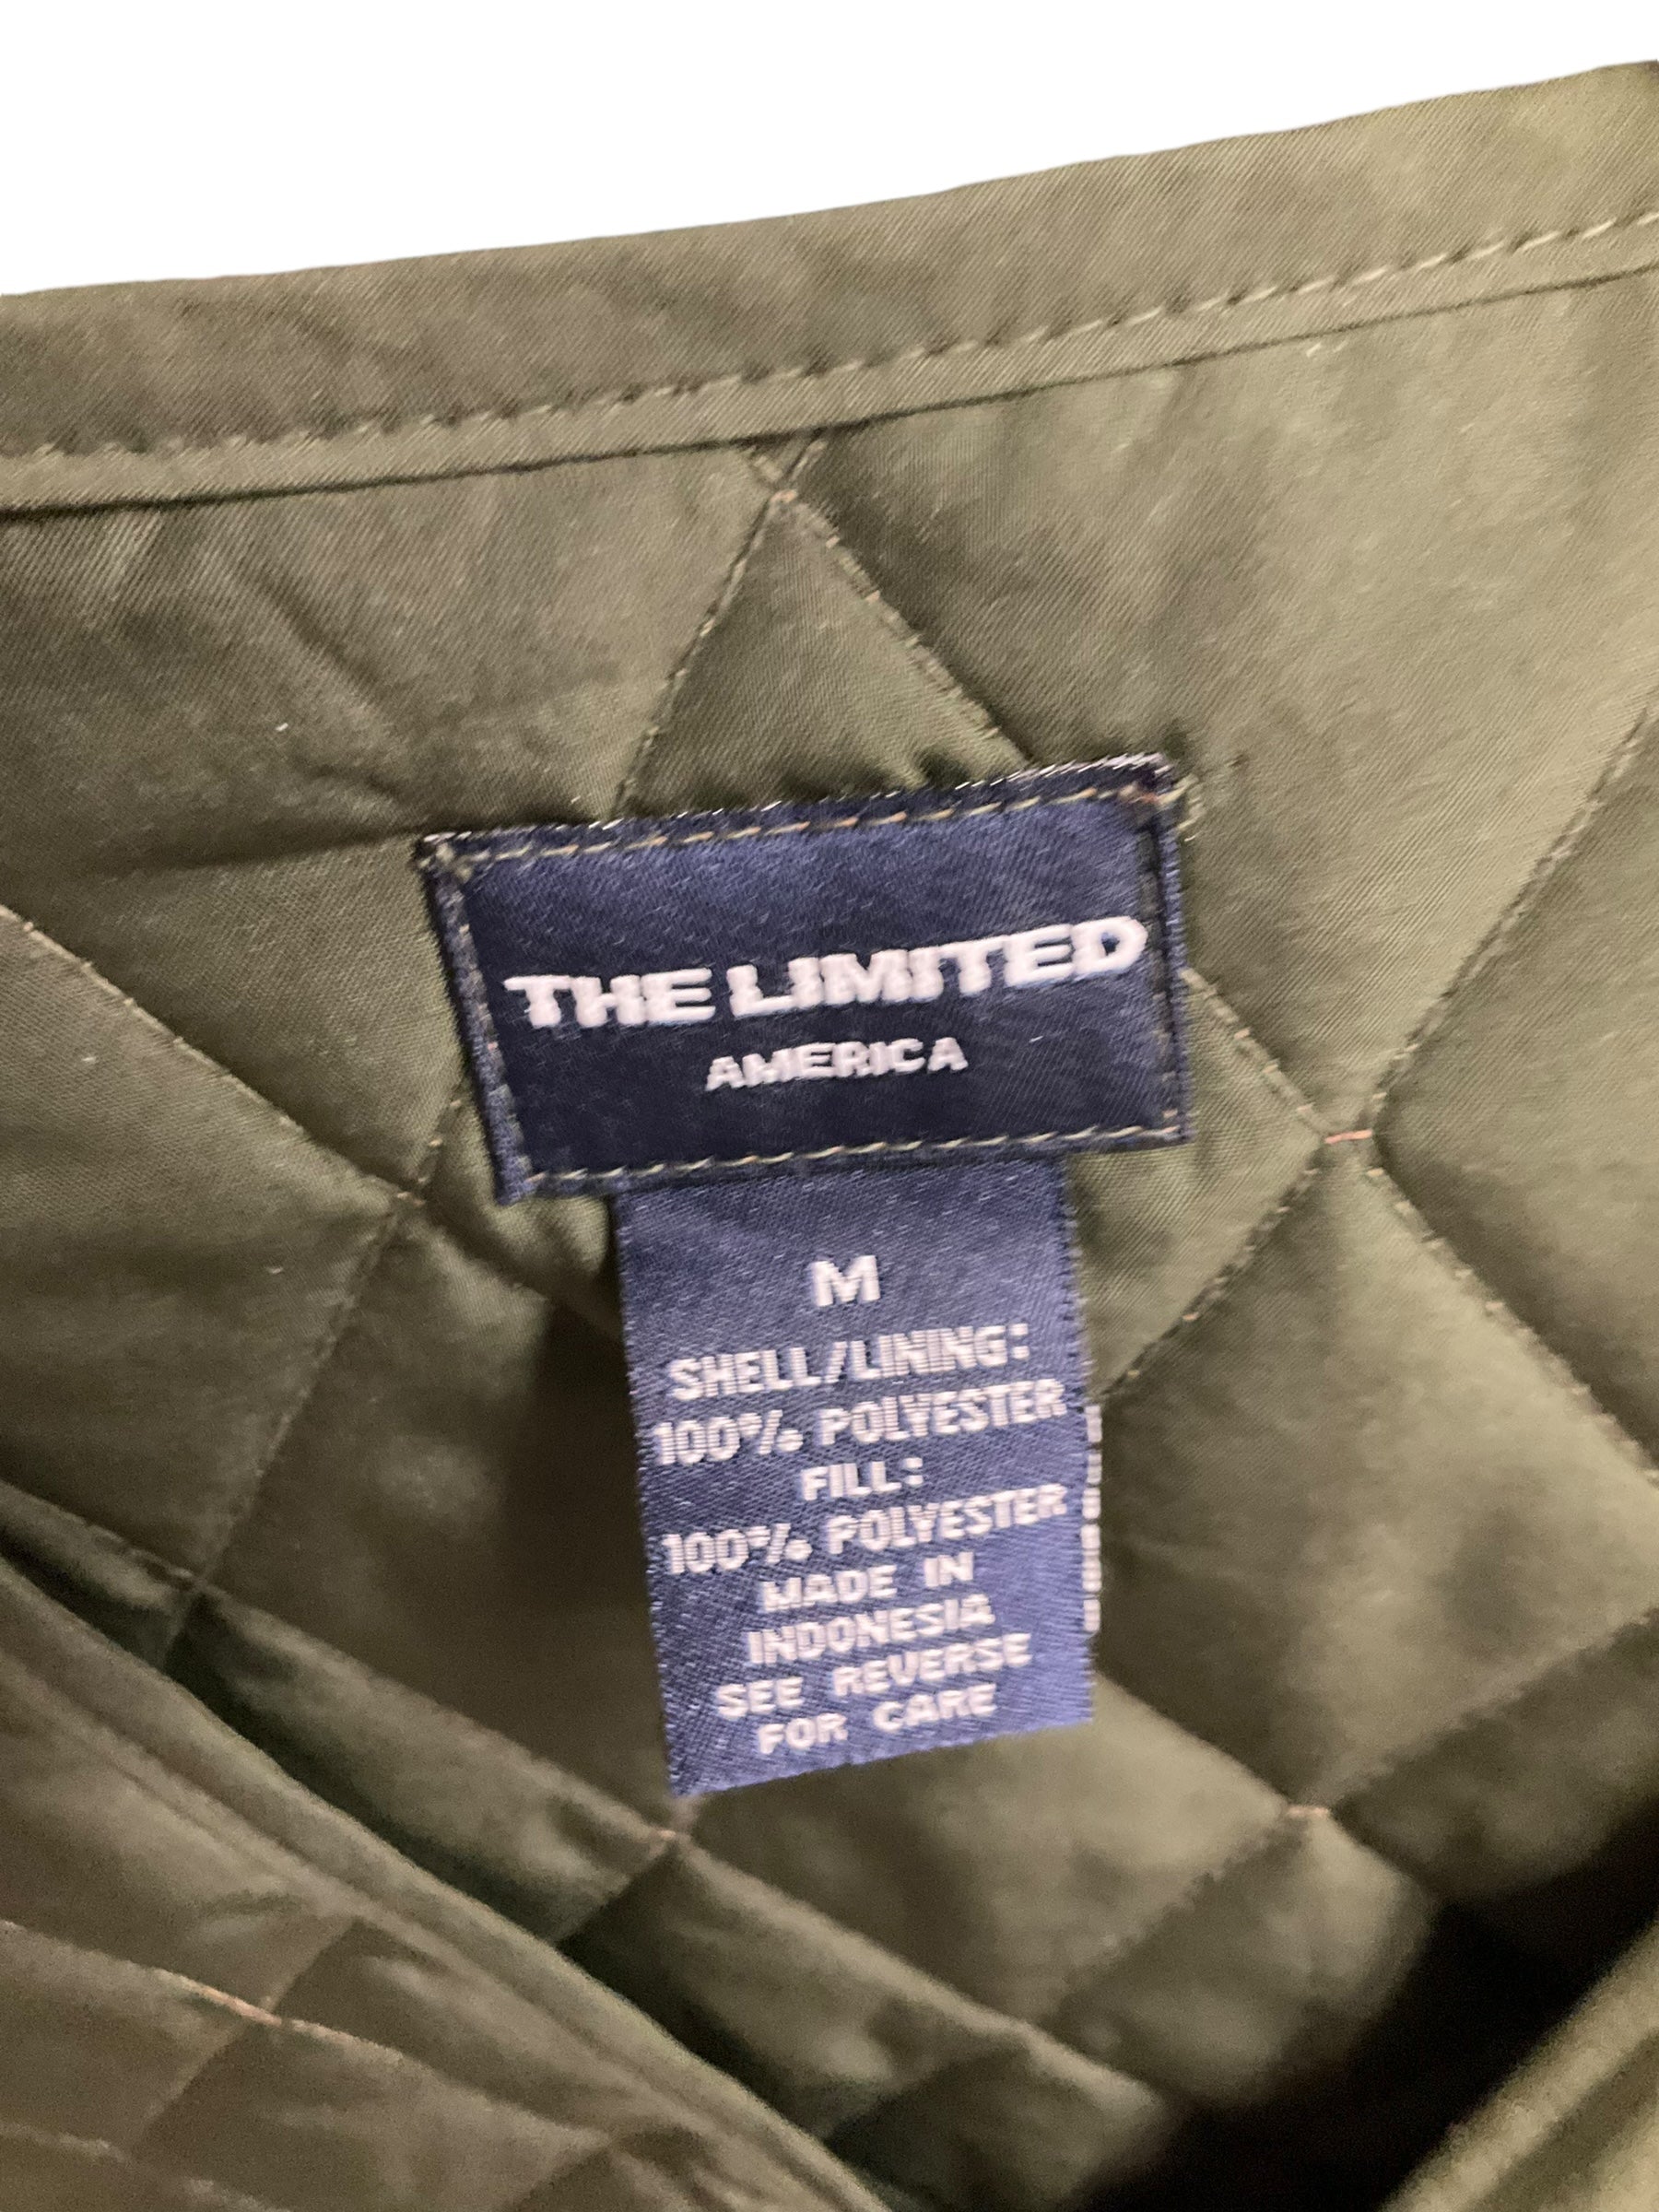 THE LIMITED
AMERICA
M
SHELL/LINING:
100% POLYESTER
FILL:
100% POLYESTER
MADE IN
INDONESIA
SEE REVERSE
FOR CARE